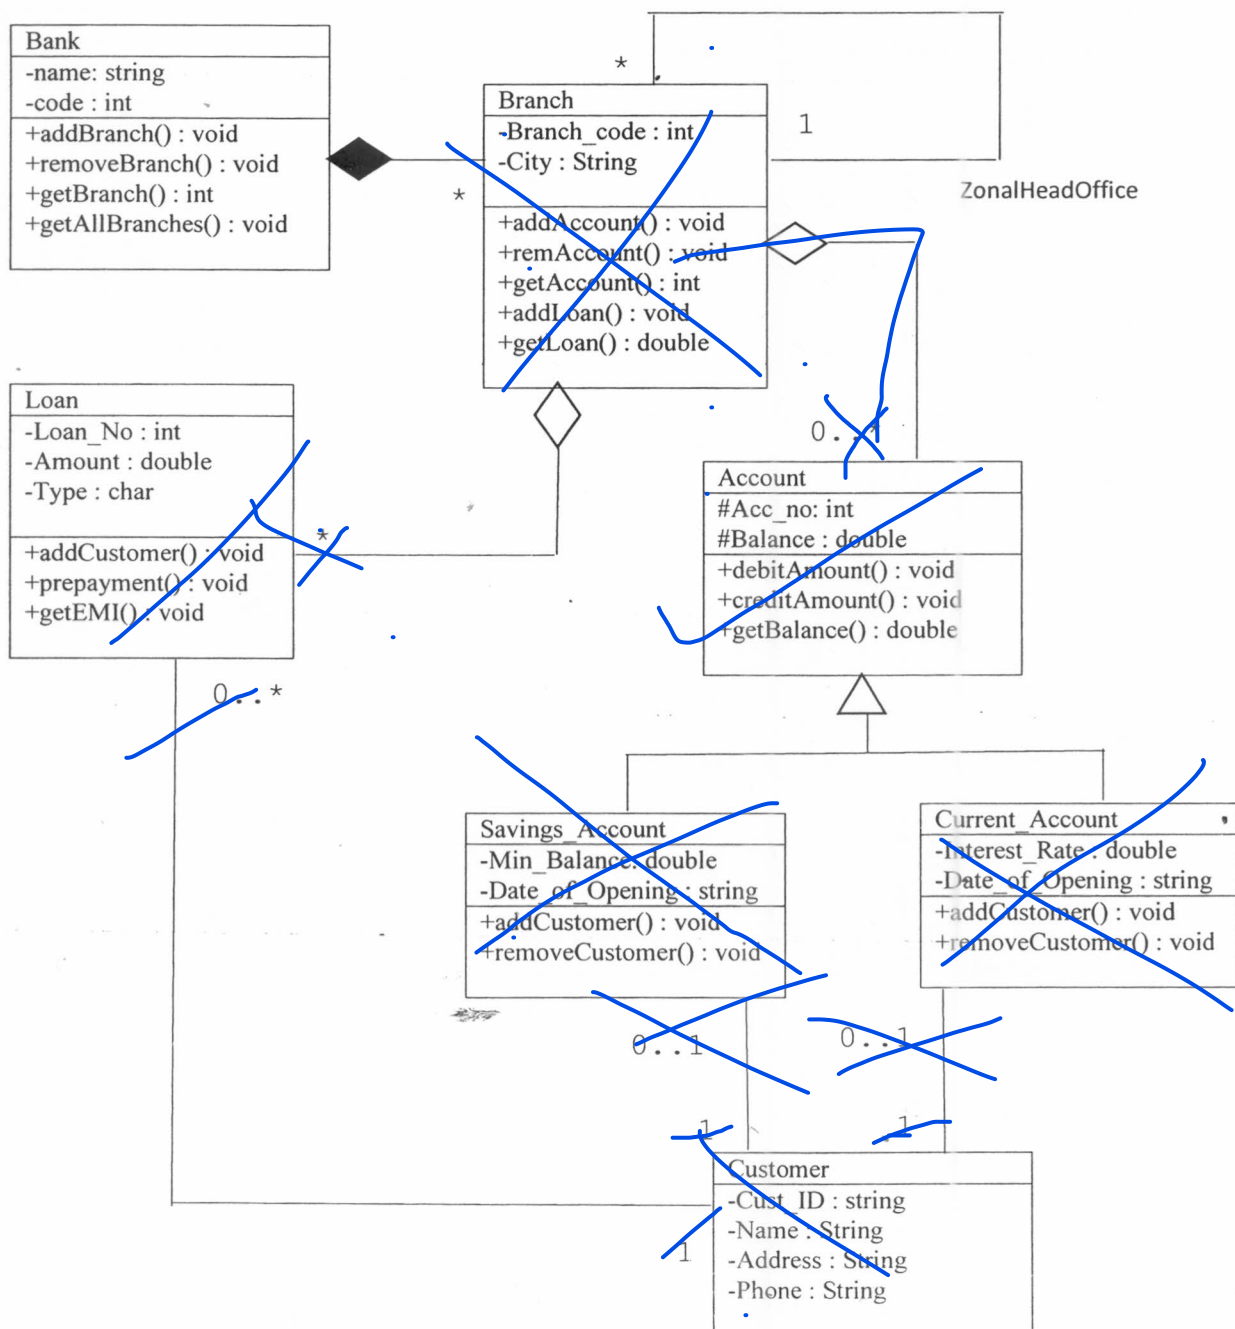 Bank
-name: string
-code : int
+addBranch() : void
+removeBranch() : void
+getBranch() : int
+getAllBranches() : void
*
*
Branch
-Branch_code : int
-City : String
+addAccount() : void
+remAccount() : void
+getAccount() : int
+addLoan() : void
+getLoan() : double
1
ZonalHeadOffice
Loan
-Loan_No : int
-Amount : double
-Type : char
+addCustomer() : void
+prepayment() : void
+getEMI() : void
*
0..*
0..*
Account
#Acc_no: int
#Balance : double
+debitAmount() : void
+creditAmount() : void
+getBalance() : double
Savings_Account
-Min_Balance: double
-Date_of_Opening : string
+addCustomer() : void
+removeCustomer() : void
Current_Account
-Interest_Rate : double
-Date_of_Opening : string
+addCustomer() : void
+removeCustomer() : void
0..1
0..1
1
1
1
Customer
-Cust_ID : string
-Name : String
-Address : String
-Phone : String